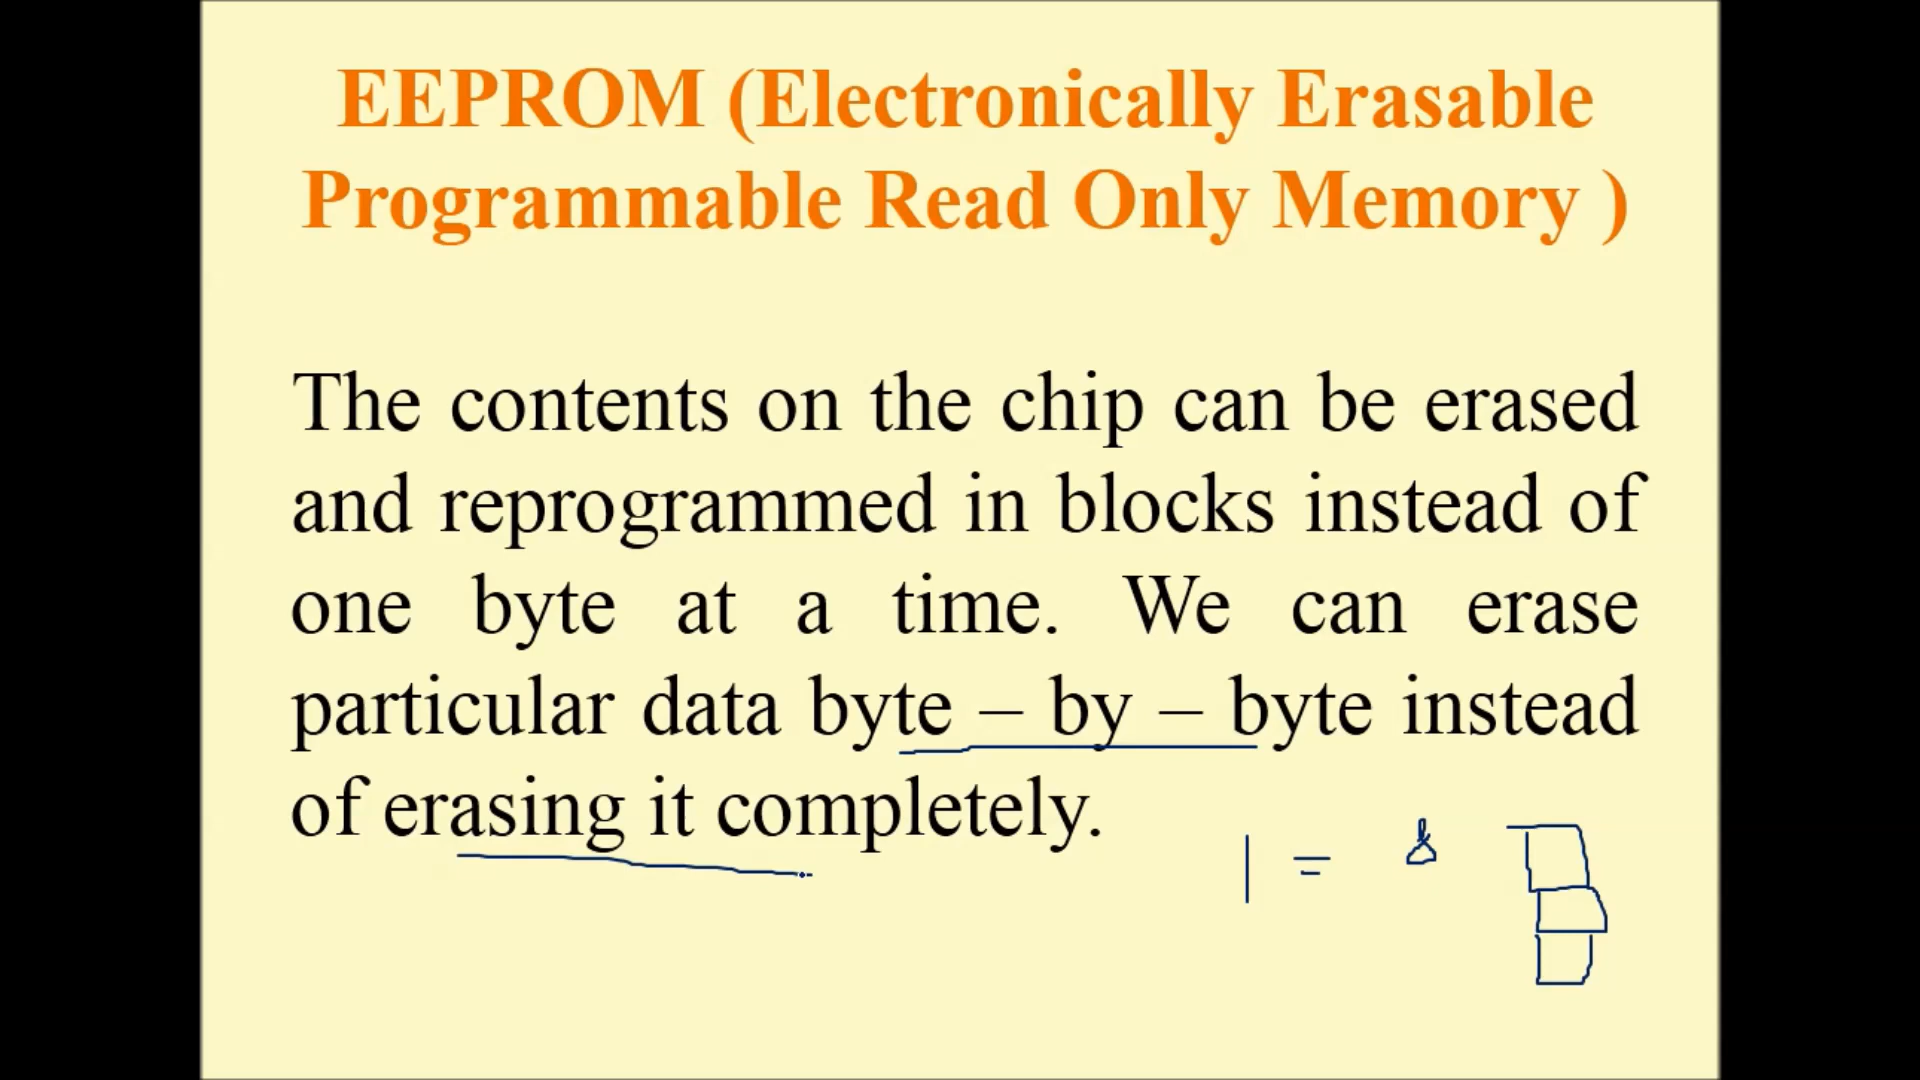 EEPROM (Electronically Erasable
Programmable Read Only Memory )
The contents on the chip can be erased
and reprogrammed in blocks instead of
one byte at a time. We can erase
particular data byte – by – byte instead
of erasing it completely.
1 = 8